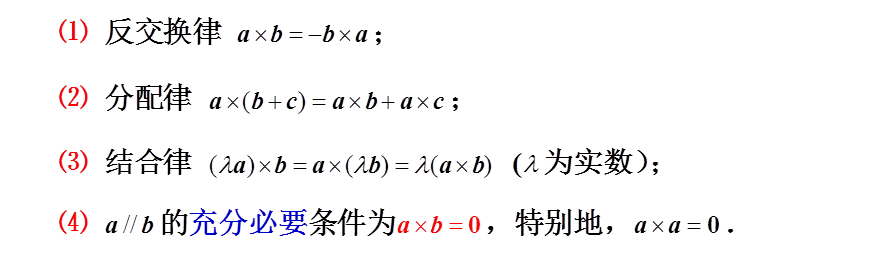 (1) 反交换律 a×b=-b×a；
(2) 分配律 a×(b+c)=a×b+a×c；
(3) 结合律 (λa)×b=a×(λb)=λ(a×b) (λ为实数)；
(4) a//b的充分必要条件为a×b=0，特别地，a×a=0.